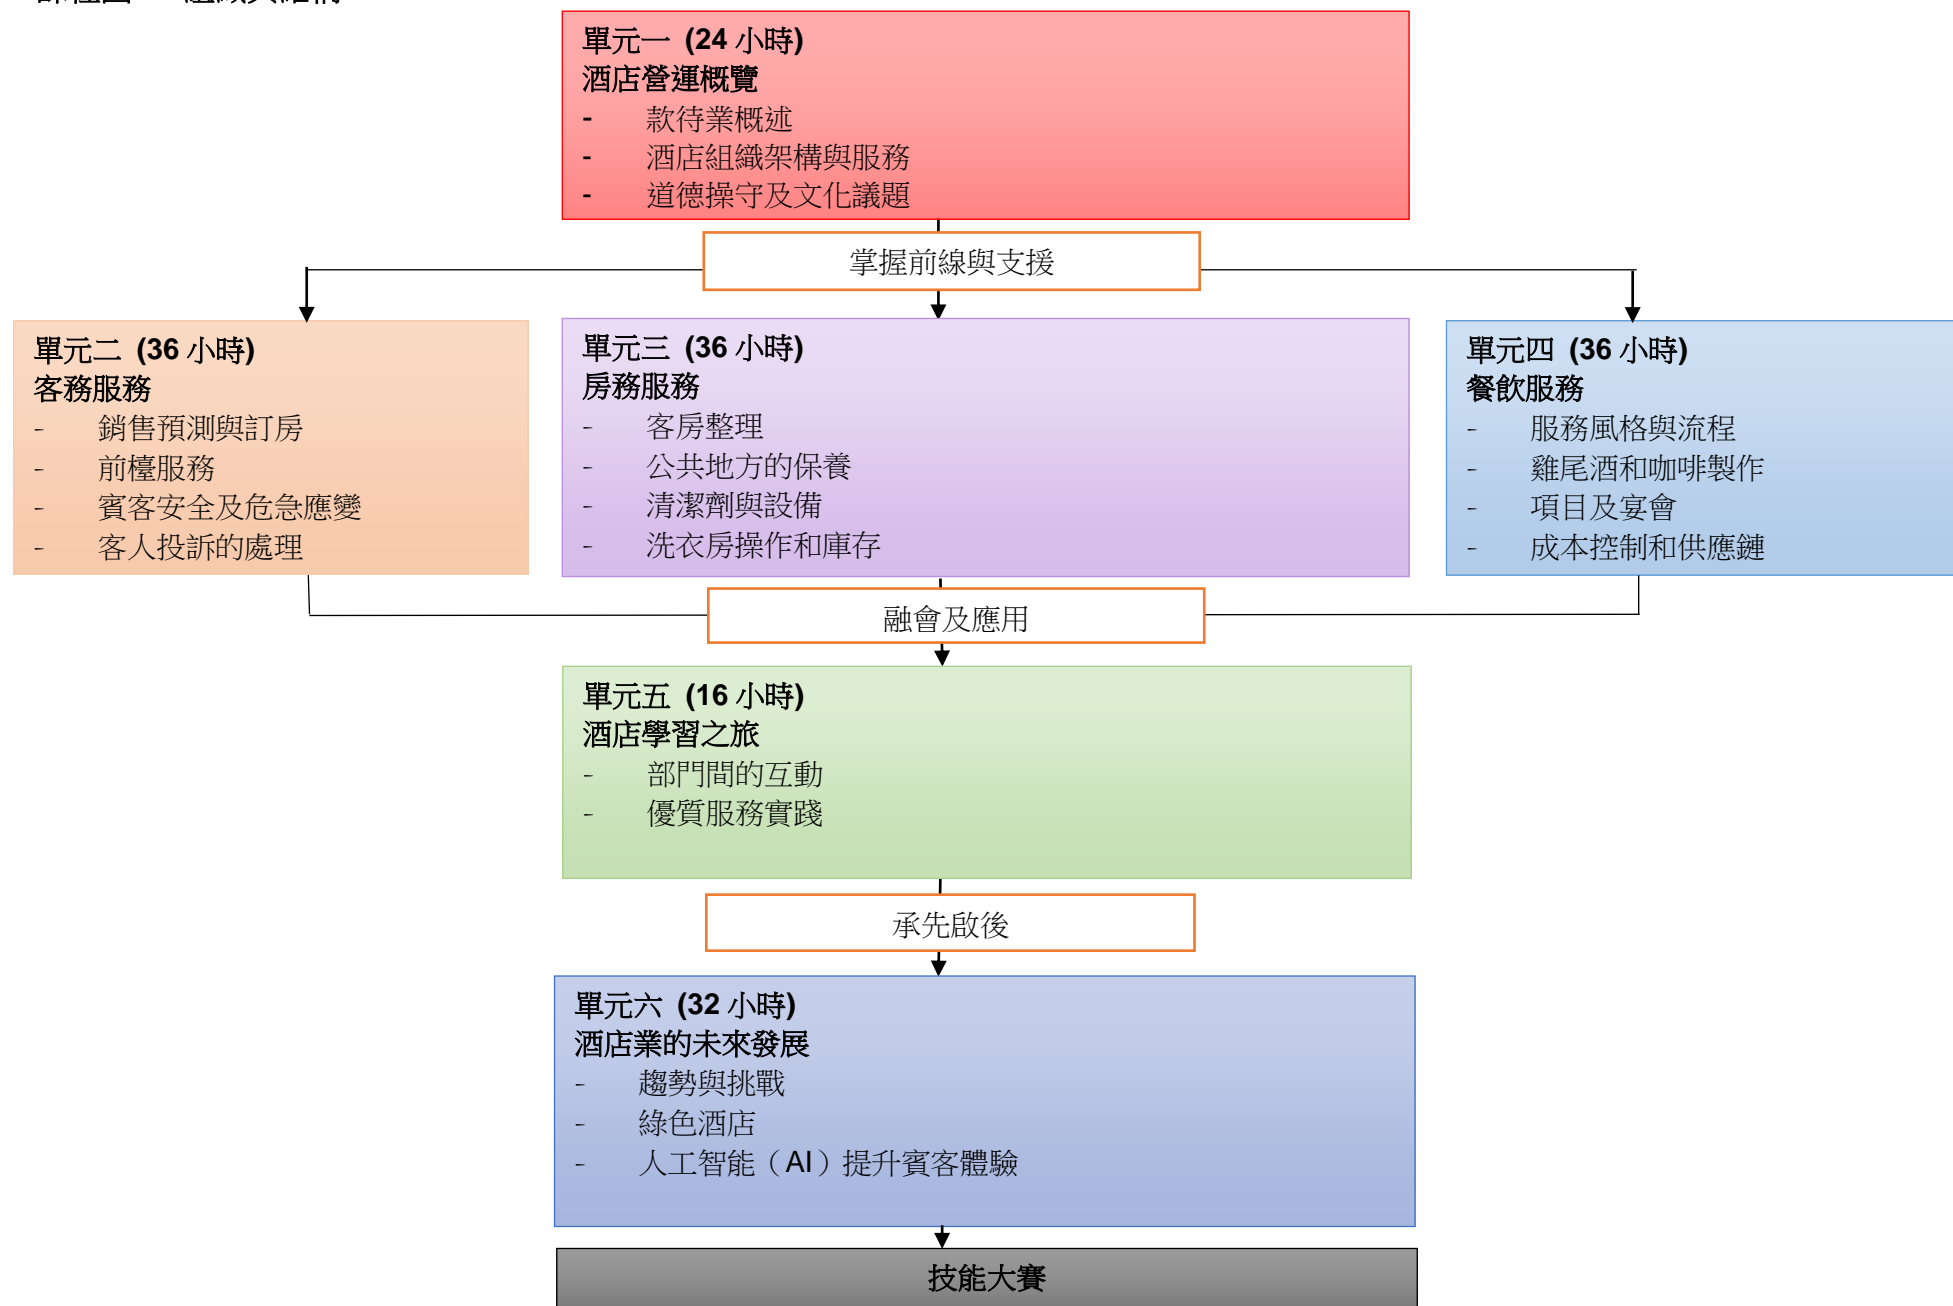 單元一 (24 小時)
酒店營運概覽
- 款待業概述
- 酒店組織架構與服務
- 道德操守及文化議題
掌握前線與支援
單元二 (36 小時)
客務服務
- 銷售預測與訂房
- 前檯服務
- 賓客安全及危急應變
- 客人投訴的處理
單元三 (36 小時)
房務服務
- 客房整理
- 公共地方的保養
- 清潔劑與設備
- 洗衣房操作和庫存
單元四 (36 小時)
餐飲服務
- 服務風格與流程
- 雞尾酒和咖啡製作
- 項目及宴會
- 成本控制和供應鏈
融會及應用
單元五 (16 小時)
酒店學習之旅
- 部門間的互動
- 優質服務實踐
承先啟後
單元六 (32 小時)
酒店業的未來發展
- 趨勢與挑戰
- 綠色酒店
- 人工智能（AI）提升賓客體驗
技能大賽